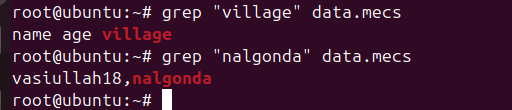 root@ubuntu:~# grep "village" data.mecs
name age village
root@ubuntu:~# grep "nalgonda" data.mecs
vasiullah18,nalgonda
root@ubuntu:~#